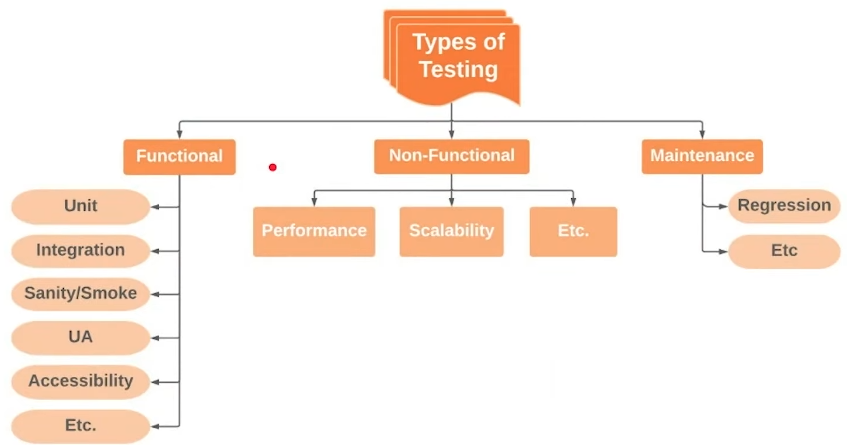 Types of
Testing
Functional
Non-Functional
Maintenance
Unit
Integration
Sanity/Smoke
UA
Accessibility
Etc.
Performance
Scalability
Etc.
Regression
Etc